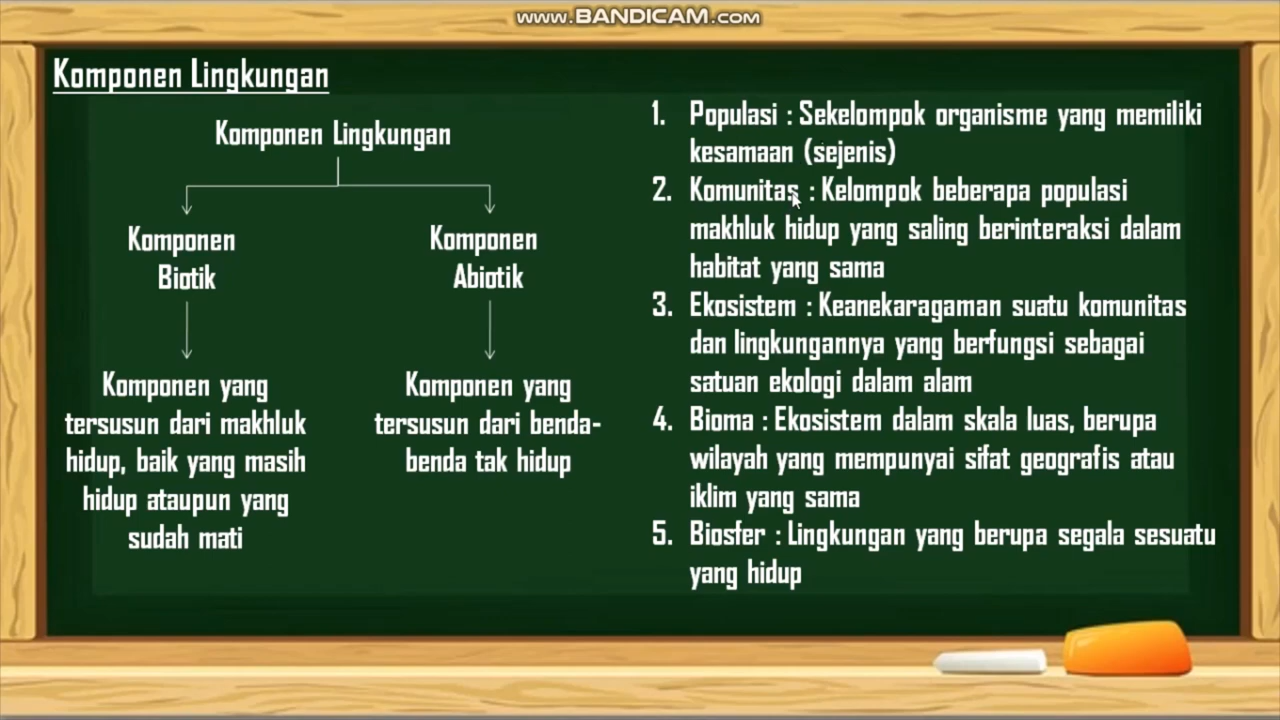 www.BANDICAM.com
Komponen Lingkungan
Komponen Lingkungan
Komponen
Biotik
Komponen
Abiotik
Komponen yang
tersusun dari makhluk
hidup, baik yang masih
hidup ataupun yang
sudah mati
Komponen yang
tersusun dari benda-
benda tak hidup
1. Populasi : Sekelompok organisme yang memiliki
kesamaan (sejenis)
2. Komunitas : Kelompok beberapa populasi
makhluk hidup yang saling berinteraksi dalam
habitat yang sama
3. Ekosistem : Keanekaragaman suatu komunitas
dan lingkungannya yang berfungsi sebagai
satuan ekologi dalam alam
4. Bioma : Ekosistem dalam skala luas, berupa
wilayah yang mempunyai sifat geografis atau
iklim yang sama
5. Biosfer : Lingkungan yang berupa segala sesuatu
yang hidup